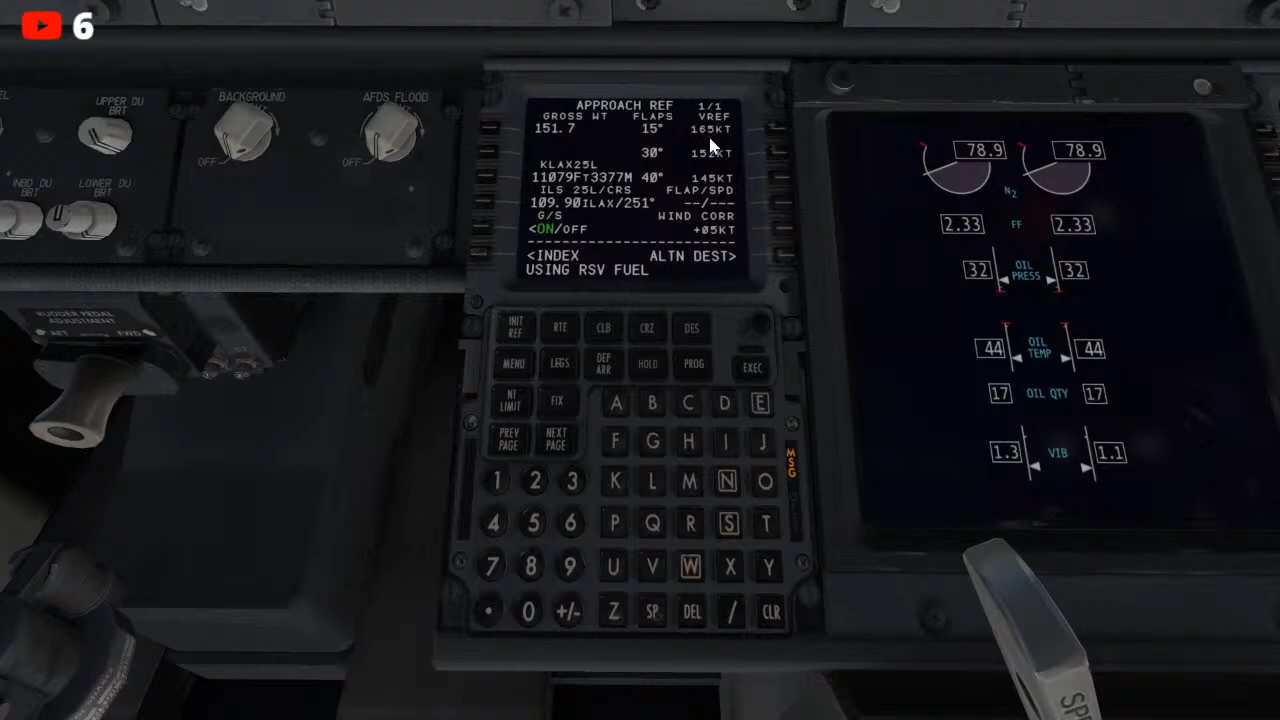 6
UPPER DU
BRT
BACKGROUND
OFF
AFDS FLOOD
OFF
INBD DU
BRT
LOWER DU
BRT
RUDDER PEDAL
ADJUSTMENT
AFT
FWD
APPROACH REF 1/1
GROSS WT FLAPS VREF
151.7 15° 165KT
30° 152KT
KLAX25L
11079FT3377M 40° 145KT
ILS 25L/CRS FLAP/SPD
109.90ILAX/251° --/---
G/S WIND CORR
<ON/OFF +05KT
------------------------
<INDEX ALTN DEST>
USING RSV FUEL
INIT REF RTE CLB CRZ DES
MENU LEGS DEP ARR HOLD PROG EXEC
N1 LIMIT FIX A B C D E
PREV PAGE NEXT PAGE F G H I J
1 2 3 K L M N O
4 5 6 P Q R S T
7 8 9 U V W X Y
. 0 +/- Z SP DEL / CLR
MSG
78.9 78.9
N2
2.33 FF 2.33
32 OIL PRESS 32
44 OIL TEMP 44
17 OIL QTY 17
1.3 VIB 1.1